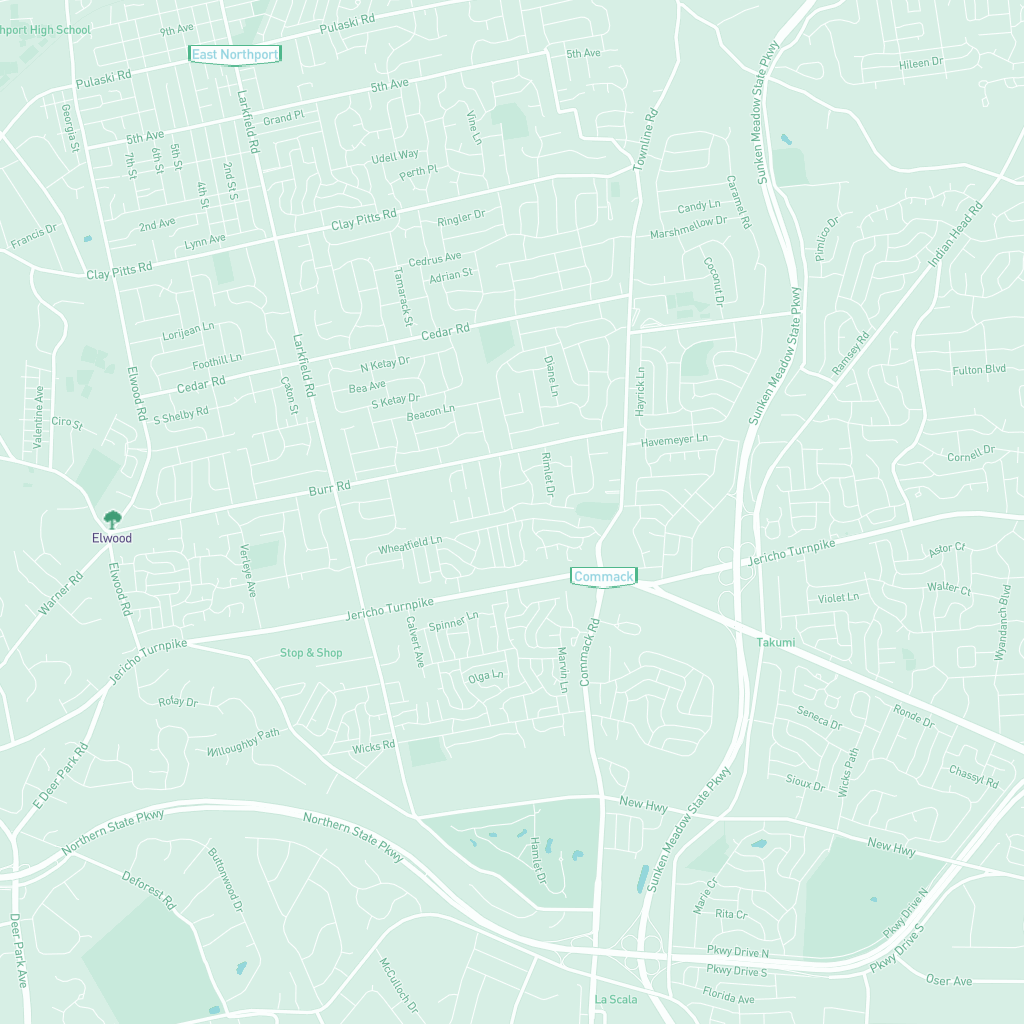 Pulaski Rd
hport High School
9th Ave
East Northport
5th Ave
Hileen Dr
Pulaski Rd
5th Ave
Sunken Meadow State Pkwy
Georgia St
Larkfield Rd
Grand Pl
Vine Ln
Townline Rd
5th Ave
7th St
6th St
5th St
Udell Way
Perth Pl
4th St
2nd St S
Caramel Rd
Candy Ln
Marshmellow Dr
Indian Head Rd
2nd Ave
Clay Pitts Rd
Ringler Dr
Pimlico Dr
Francis Dr
Lynn Ave
Clay Pitts Rd
Cedrus Ave
Adrian St
Tamarack St
Coconut Dr
Sunken Meadow State Pkwy
Lorijean Ln
Cedar Rd
Larkfield Rd
Foothill Ln
N Ketay Dr
Ramsey Rd
Fulton Blvd
Elwood Rd
Cedar Rd
Bea Ave
Diane Ln
Hayrick Ln
Caton St
S Ketay Dr
Beacon Ln
Valentine Ave
Ciro St
S Shelby Rd
Havemeyer Ln
Cornell Dr
Burr Rd
Rimlet Dr
Elwood
Wheatfield Ln
Jericho Turnpike
Astor Ct
Verleye Ave
Warner Rd
Elwood Rd
Commack
Walter Ct
Violet Ln
Wyandanch Blvd
Jericho Turnpike
Spinner Ln
Calvert Ave
Commack Rd
Takumi
Jericho Turnpike
Stop & Shop
Marvin Ln
Olga Ln
Rolay Dr
Seneca Dr
Ronde Dr
Willoughby Path
Wicks Rd
Wicks Path
Chassyl Rd
Sioux Dr
E Deer Park Rd
Northern State Pkwy
Northern State Pkwy
New Hwy
Sunken Meadow State Pkwy
New Hwy
Hamlet Dr
Buttonwood Dr
Deforest Rd
Marie Cr
Rita Cr
Pkwy Drive N
Pkwy Drive S
Deer Park Ave
Pkwy Drive N
Pkwy Drive S
McCulloch Dr
Oser Ave
La Scala
Florida Ave